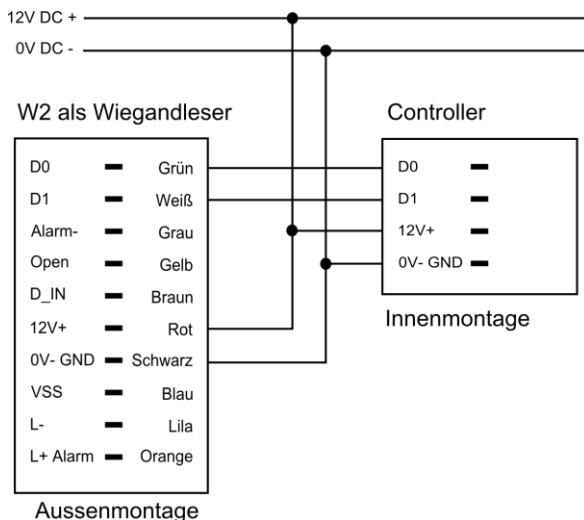 12V DC +
0V DC -
W2 als Wiegandleser
Controller
D0 Grün
D1 Weiß
Alarm- Grau
Open Gelb
D_IN Braun
12V+ Rot
0V- GND Schwarz
VSS Blau
L- Lila
L+ Alarm Orange
Aussenmontage
D0
D1
12V+
0V- GND
Innenmontage